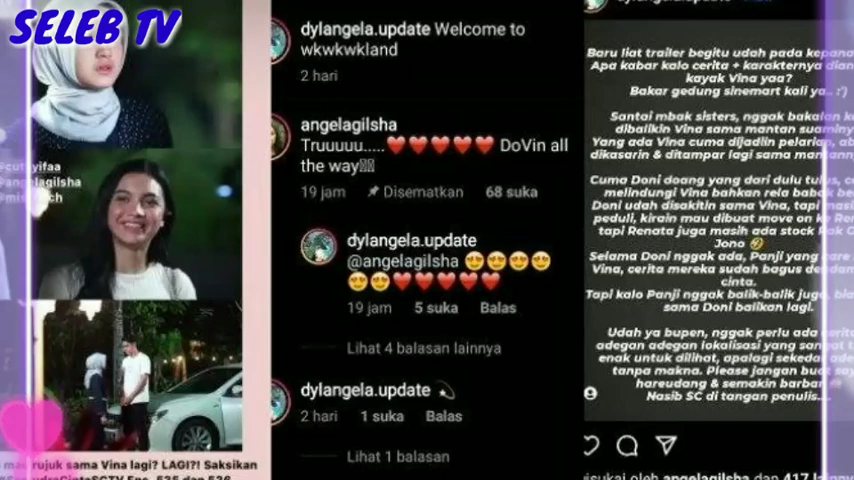 SELEB TV
@cuttsyifaa
@angelagilsha
rujuk sama Vina lagi? LAGI?! Saksikan
dylangela.update Welcome to
wkwkwkland
2 hari
angelagilsha
Truuuuu.....❤️❤️❤️❤️❤️ DoVin all
the way
19 jam Disematkan 68 suka
dylangela.update
@angelagilsha 😍😍😍😍
😍😍❤️❤️❤️❤️❤️
19 jam 5 suka Balas
Lihat 4 balasan lainnya
dylangela.update 💫
2 hari 1 suka Balas
Lihat 1 balasan
Baru liat trailer begitu udah pada
Apa kabar kalo cerita + karakternya
kayak Vina yaa?
Bakar gedung sinemart kali ya.. :')
Santai mbak sisters, nggak
dibalikin Vina sama mantan
Yang ada Vina cuma dijadiin pelarian,
dikasarin & ditampar lagi sama
Cuma Doni doang yang dari dulu tulus,
melindungi Vina bahkan rela babak
Doni udah disakitin sama Vina, tapi
peduli, kirain mau dibuat move on ke
tapi Renata juga masih ada stock Pak
Jono 🤣
Selama Doni nggak ada, Panji yang care
Vina, cerita mereka sudah bagus
cinta.
Tapi kalo Panji nggak balik-balik juga,
sama Doni balikan lagi.
Udah ya bupen, nggak perlu ada
adegan adegan lokalisasi yang sangat
enak untuk dilihat, apalagi sekedar
tanpa makna. Please jangan buat
hareudang & semakin barbar
Nasib SC di tangan penulis....
oleh angelagilsha dan 417